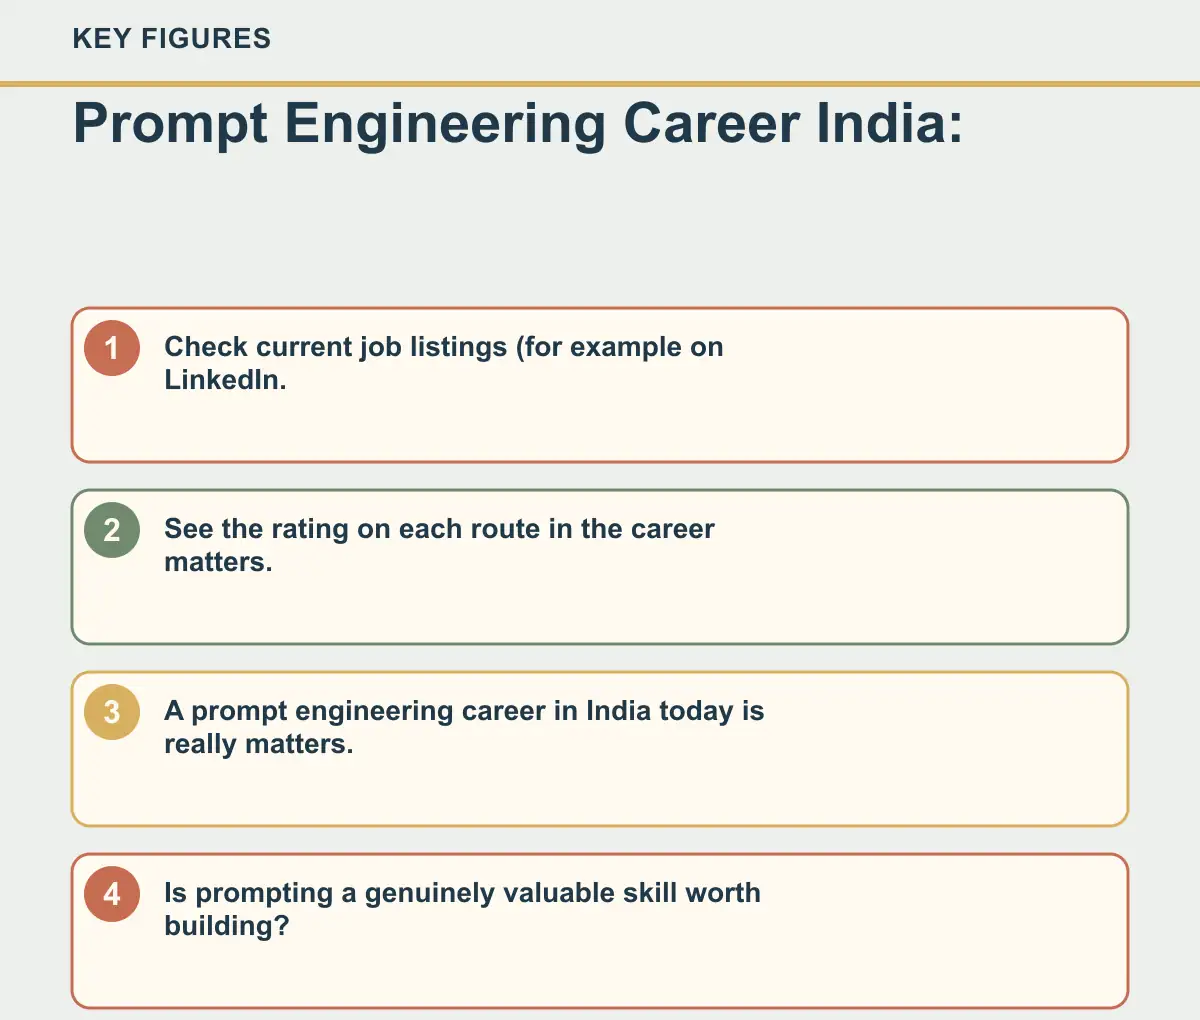 KEY FIGURES
Prompt Engineering Career India:
1
Check current job listings (for example on
LinkedIn.
2
See the rating on each route in the career
matters.
3
A prompt engineering career in India today is
really matters.
4
Is prompting a genuinely valuable skill worth
building?